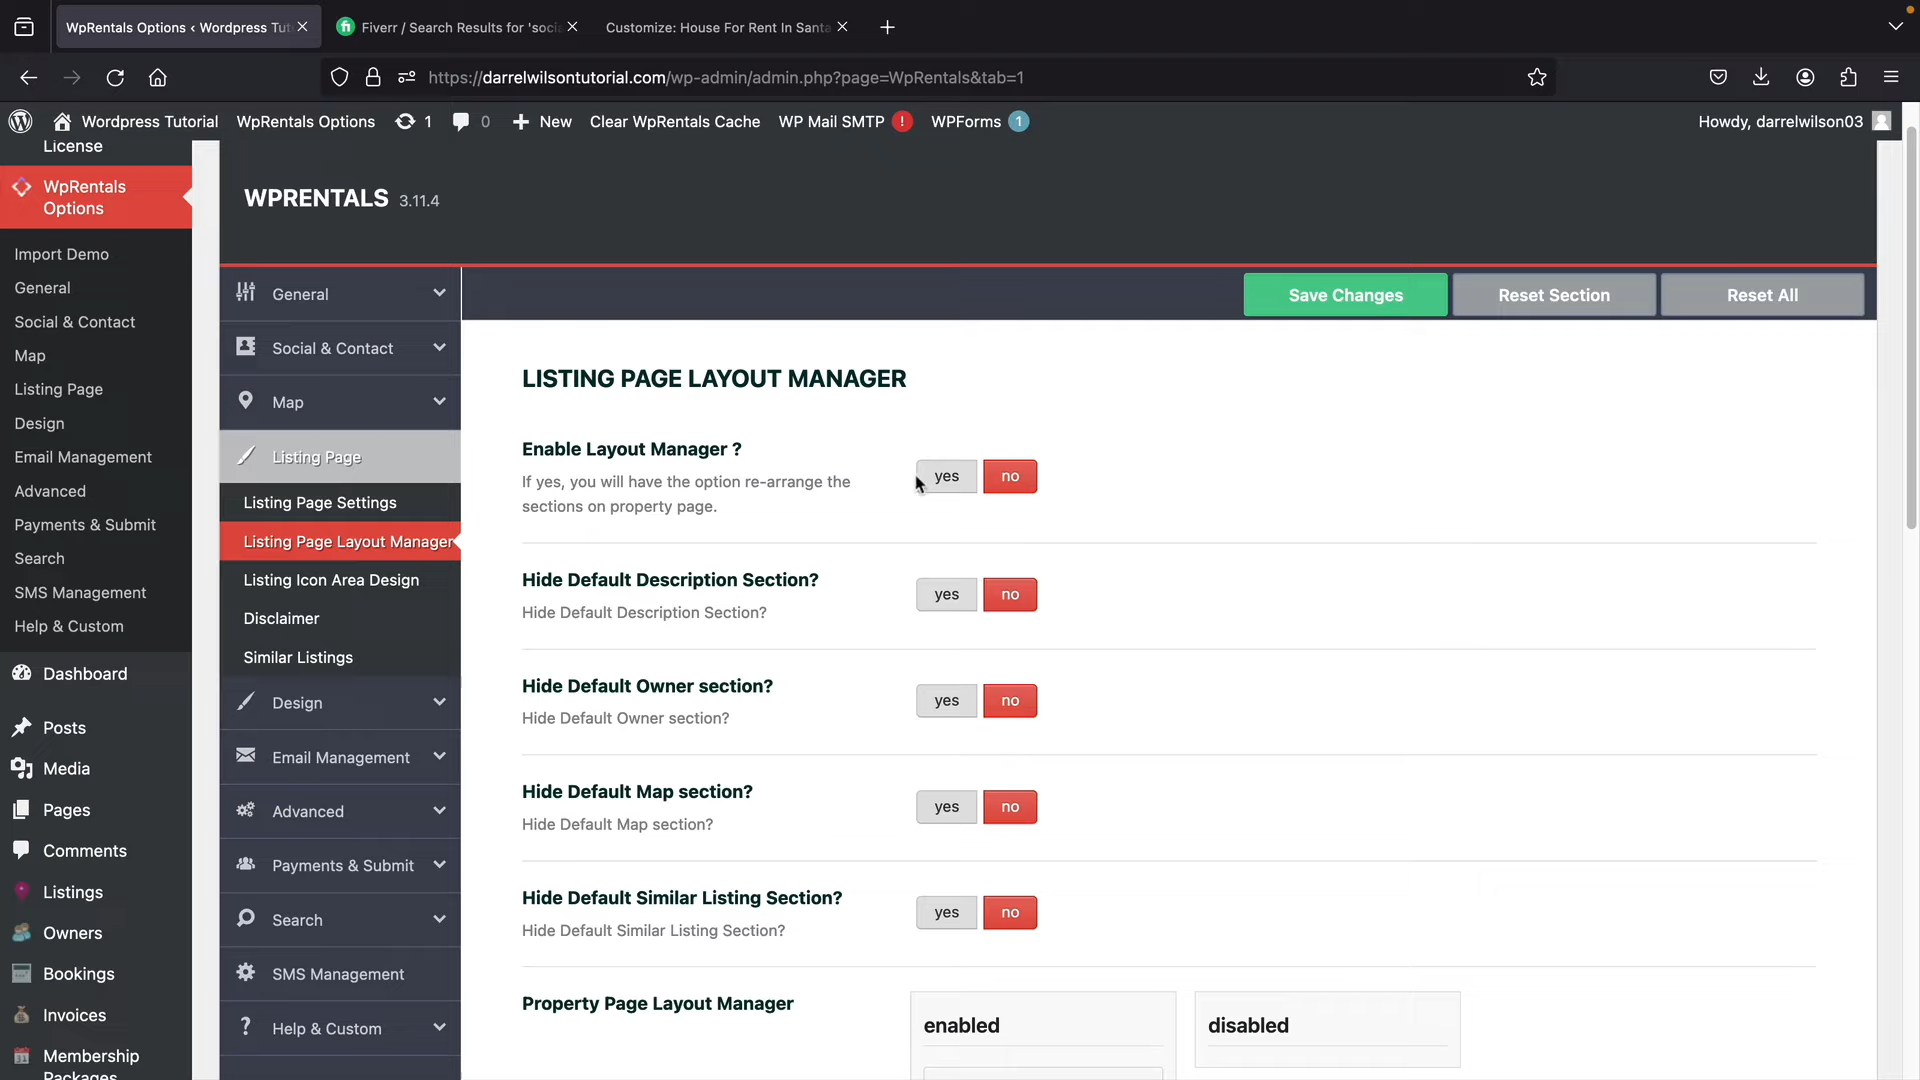 WpRentals Options ‹ Wordpress Tut
Fiverr / Search Results for 'socia
Customize: House For Rent In Santa
https://darrelwilsontutorial.com/wp-admin/admin.php?page=WpRentals&tab=1
Wordpress Tutorial
WpRentals Options
1
0
New
Clear WpRentals Cache
WP Mail SMTP !
WPForms 1
Howdy, darrelwilson03
License
WpRentals
Options
Import Demo
General
Social & Contact
Map
Listing Page
Design
Email Management
Advanced
Payments & Submit
Search
SMS Management
Help & Custom
Dashboard
Posts
Media
Pages
Comments
Listings
Owners
Bookings
Invoices
Membership
Packages
WPRENTALS 3.11.4
General
Social & Contact
Map
Listing Page
Listing Page Settings
Listing Page Layout Manager
Listing Icon Area Design
Disclaimer
Similar Listings
Design
Email Management
Advanced
Payments & Submit
Search
SMS Management
Help & Custom
Save Changes
Reset Section
Reset All
LISTING PAGE LAYOUT MANAGER
Enable Layout Manager ?
If yes, you will have the option re-arrange the
sections on property page.
yes no
Hide Default Description Section?
Hide Default Description Section?
yes no
Hide Default Owner section?
Hide Default Owner section?
yes no
Hide Default Map section?
Hide Default Map section?
yes no
Hide Default Similar Listing Section?
Hide Default Similar Listing Section?
yes no
Property Page Layout Manager
enabled
disabled